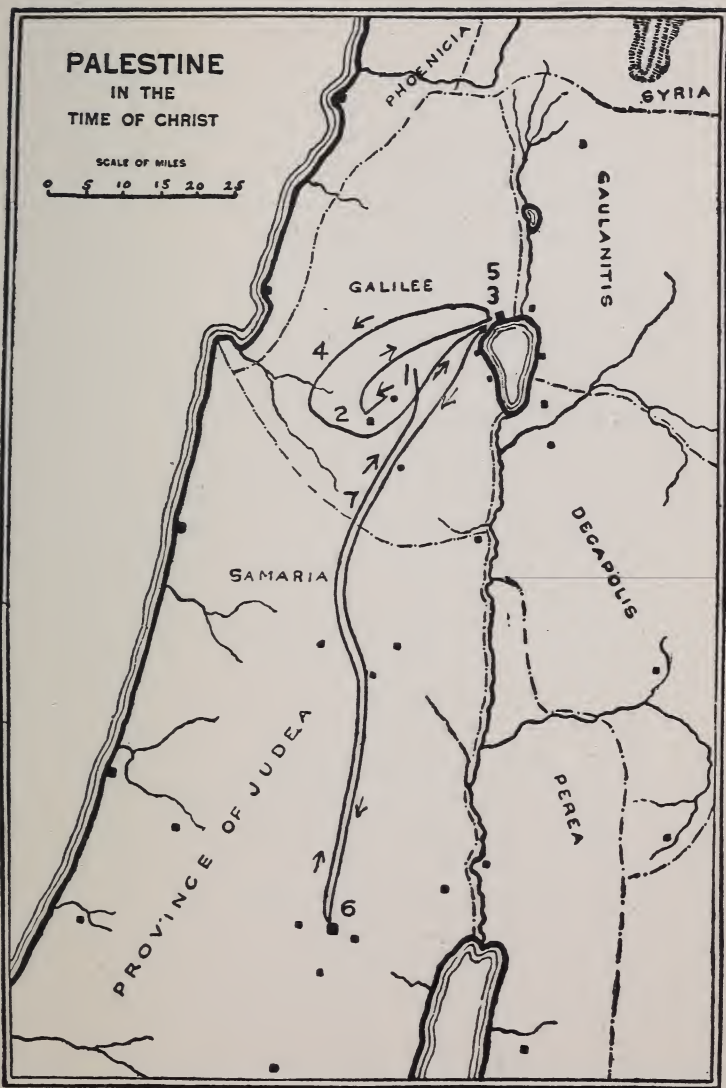 PALESTINE
IN THE
TIME OF CHRIST
SCALE OF MILES
0 5 10 15 20 25
PHOENICIA
SYRIA
GAULANITIS
GALILEE
5
3
4
1
2
7
DECAPOLIS
SAMARIA
PROVINCE OF JUDEA
PEREA
6